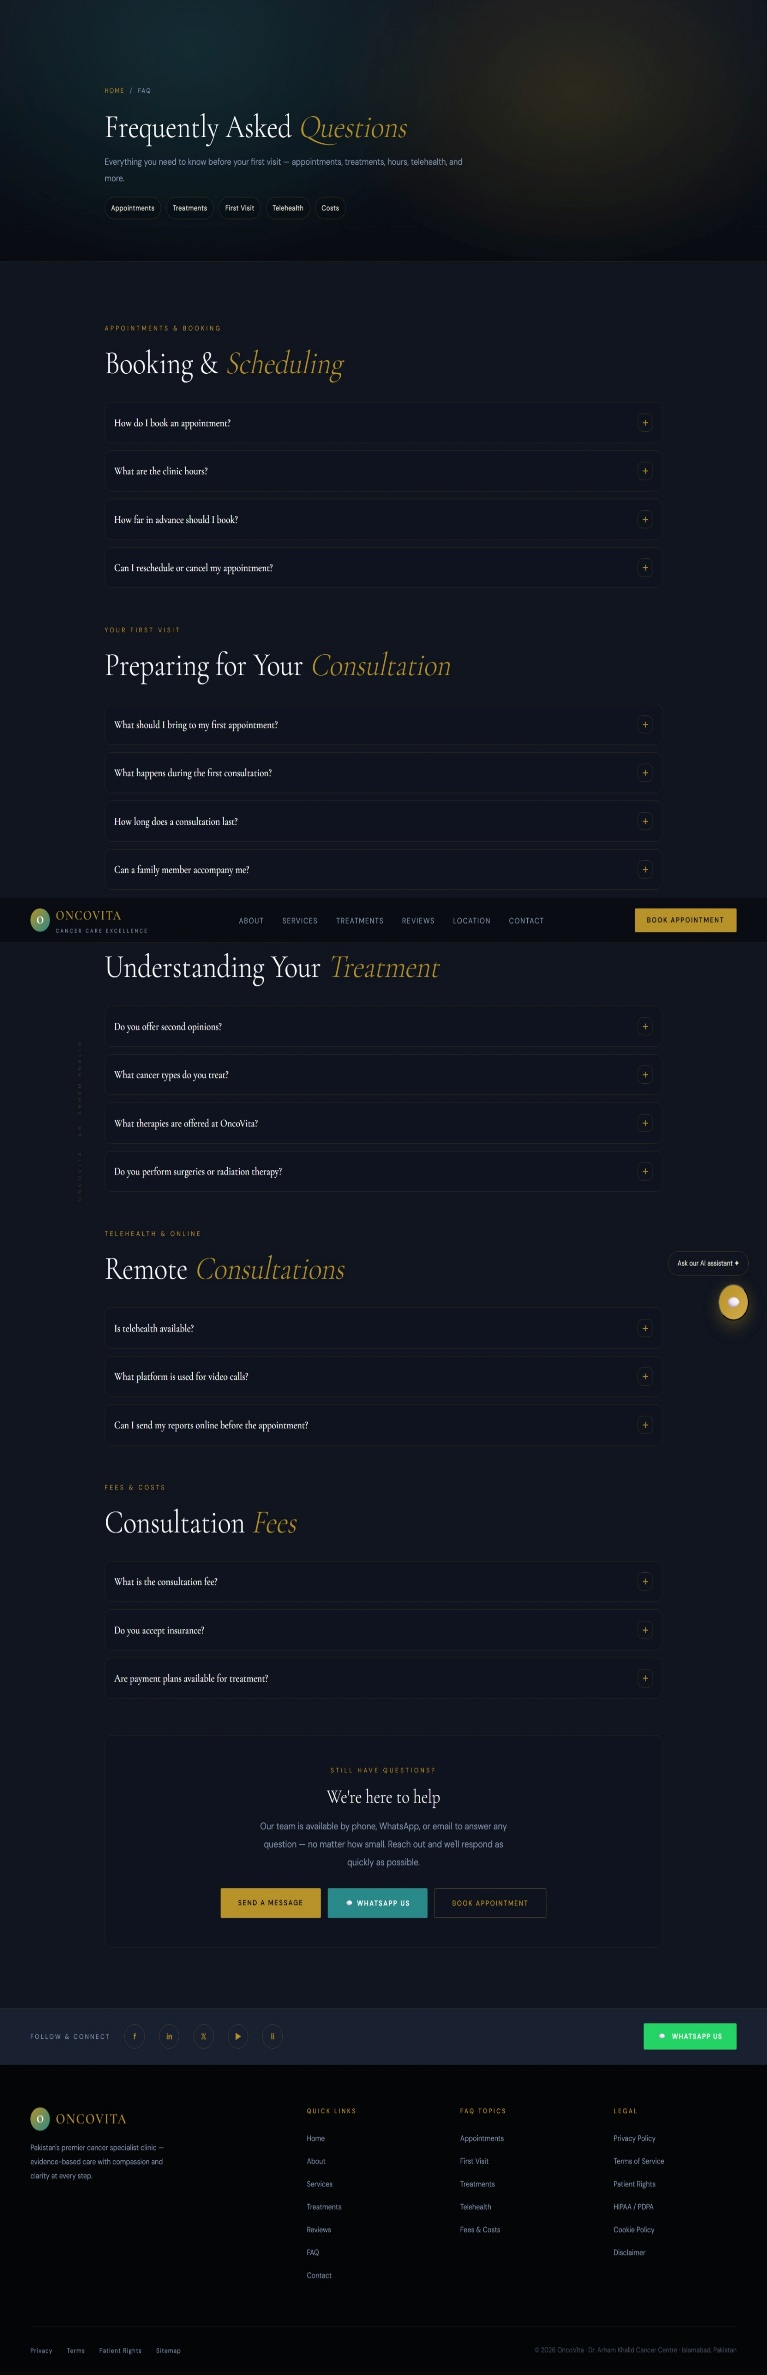 HOME / FAQ
Frequently Asked Questions
Everything you need to know before your first visit — appointments, treatments, hours, telehealth, and
more.
Appointments Treatments First Visit Telehealth Costs
APPOINTMENTS & BOOKING
Booking & Scheduling
How do I book an appointment? +
What are the clinic hours? +
How far in advance should I book? +
Can I reschedule or cancel my appointment? +
YOUR FIRST VISIT
Preparing for Your Consultation
What should I bring to my first appointment? +
What happens during the first consultation? +
How long does a consultation last? +
Can a family member accompany me? +
O ONCOVITA
CANCER CARE EXCELLENCE
ABOUT SERVICES TREATMENTS REVIEWS LOCATION CONTACT
BOOK APPOINTMENT
Understanding Your Treatment
Do you offer second opinions? +
What cancer types do you treat? +
What therapies are offered at OncoVita? +
Do you perform surgeries or radiation therapy? +
TELEHEALTH & ONLINE
Remote Consultations
Ask our AI assistant ✦
Is telehealth available? +
What platform is used for video calls? +
Can I send my reports online before the appointment? +
FEES & COSTS
Consultation Fees
What is the consultation fee? +
Do you accept insurance? +
Are payment plans available for treatment? +
STILL HAVE QUESTIONS?
We're here to help
Our team is available by phone, WhatsApp, or email to answer any
question — no matter how small. Reach out and we'll respond as
quickly as possible.
SEND A MESSAGE WHATSAPP US BOOK APPOINTMENT
FOLLOW & CONNECT f in 𝕏 ▶ li WHATSAPP US
O ONCOVITA
Pakistan's premier cancer specialist clinic —
evidence-based care with compassion and
clarity at every step.
QUICK LINKS
Home
About
Services
Treatments
Reviews
FAQ
Contact
FAQ TOPICS
Appointments
First Visit
Treatments
Telehealth
Fees & Costs
LEGAL
Privacy Policy
Terms of Service
Patient Rights
HIPAA / PDPA
Cookie Policy
Disclaimer
Privacy Terms Patient Rights Sitemap
© 2026 OncoVita · Dr. Arham Khalid Cancer Centre · Islamabad, Pakistan